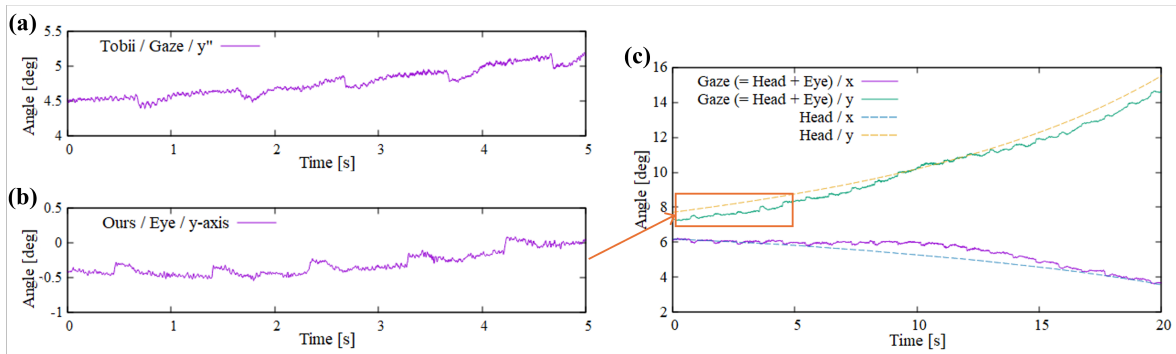 (a)
5.5
5
4.5
4
Angle [deg]
Tobii / Gaze / y"
0 1 2 3 4 5
Time [s]
(b)
0.5
0
-0.5
-1
Angle [deg]
Ours / Eye / y-axis
0 1 2 3 4 5
Time [s]
(c)
16
14
12
10
8
6
4
2
Angle [deg]
Gaze (= Head + Eye) / x
Gaze (= Head + Eye) / y
Head / x
Head / y
0 5 10 15 20
Time [s]